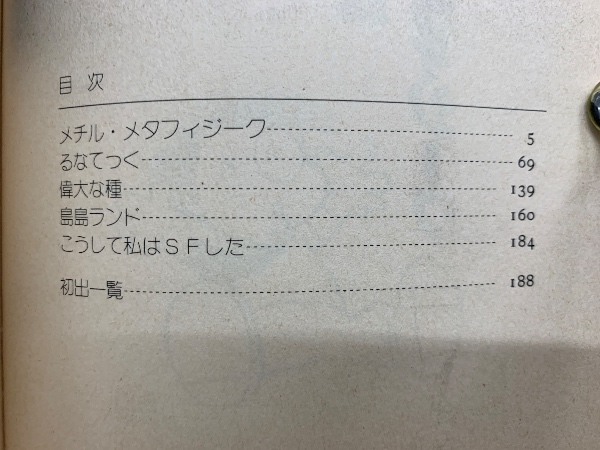 目次
メチル・メタフィジーク 5
るなてっく 69
偉大な種 139
島島ランド 160
こうして私はＳＦした 184
初出一覧 188